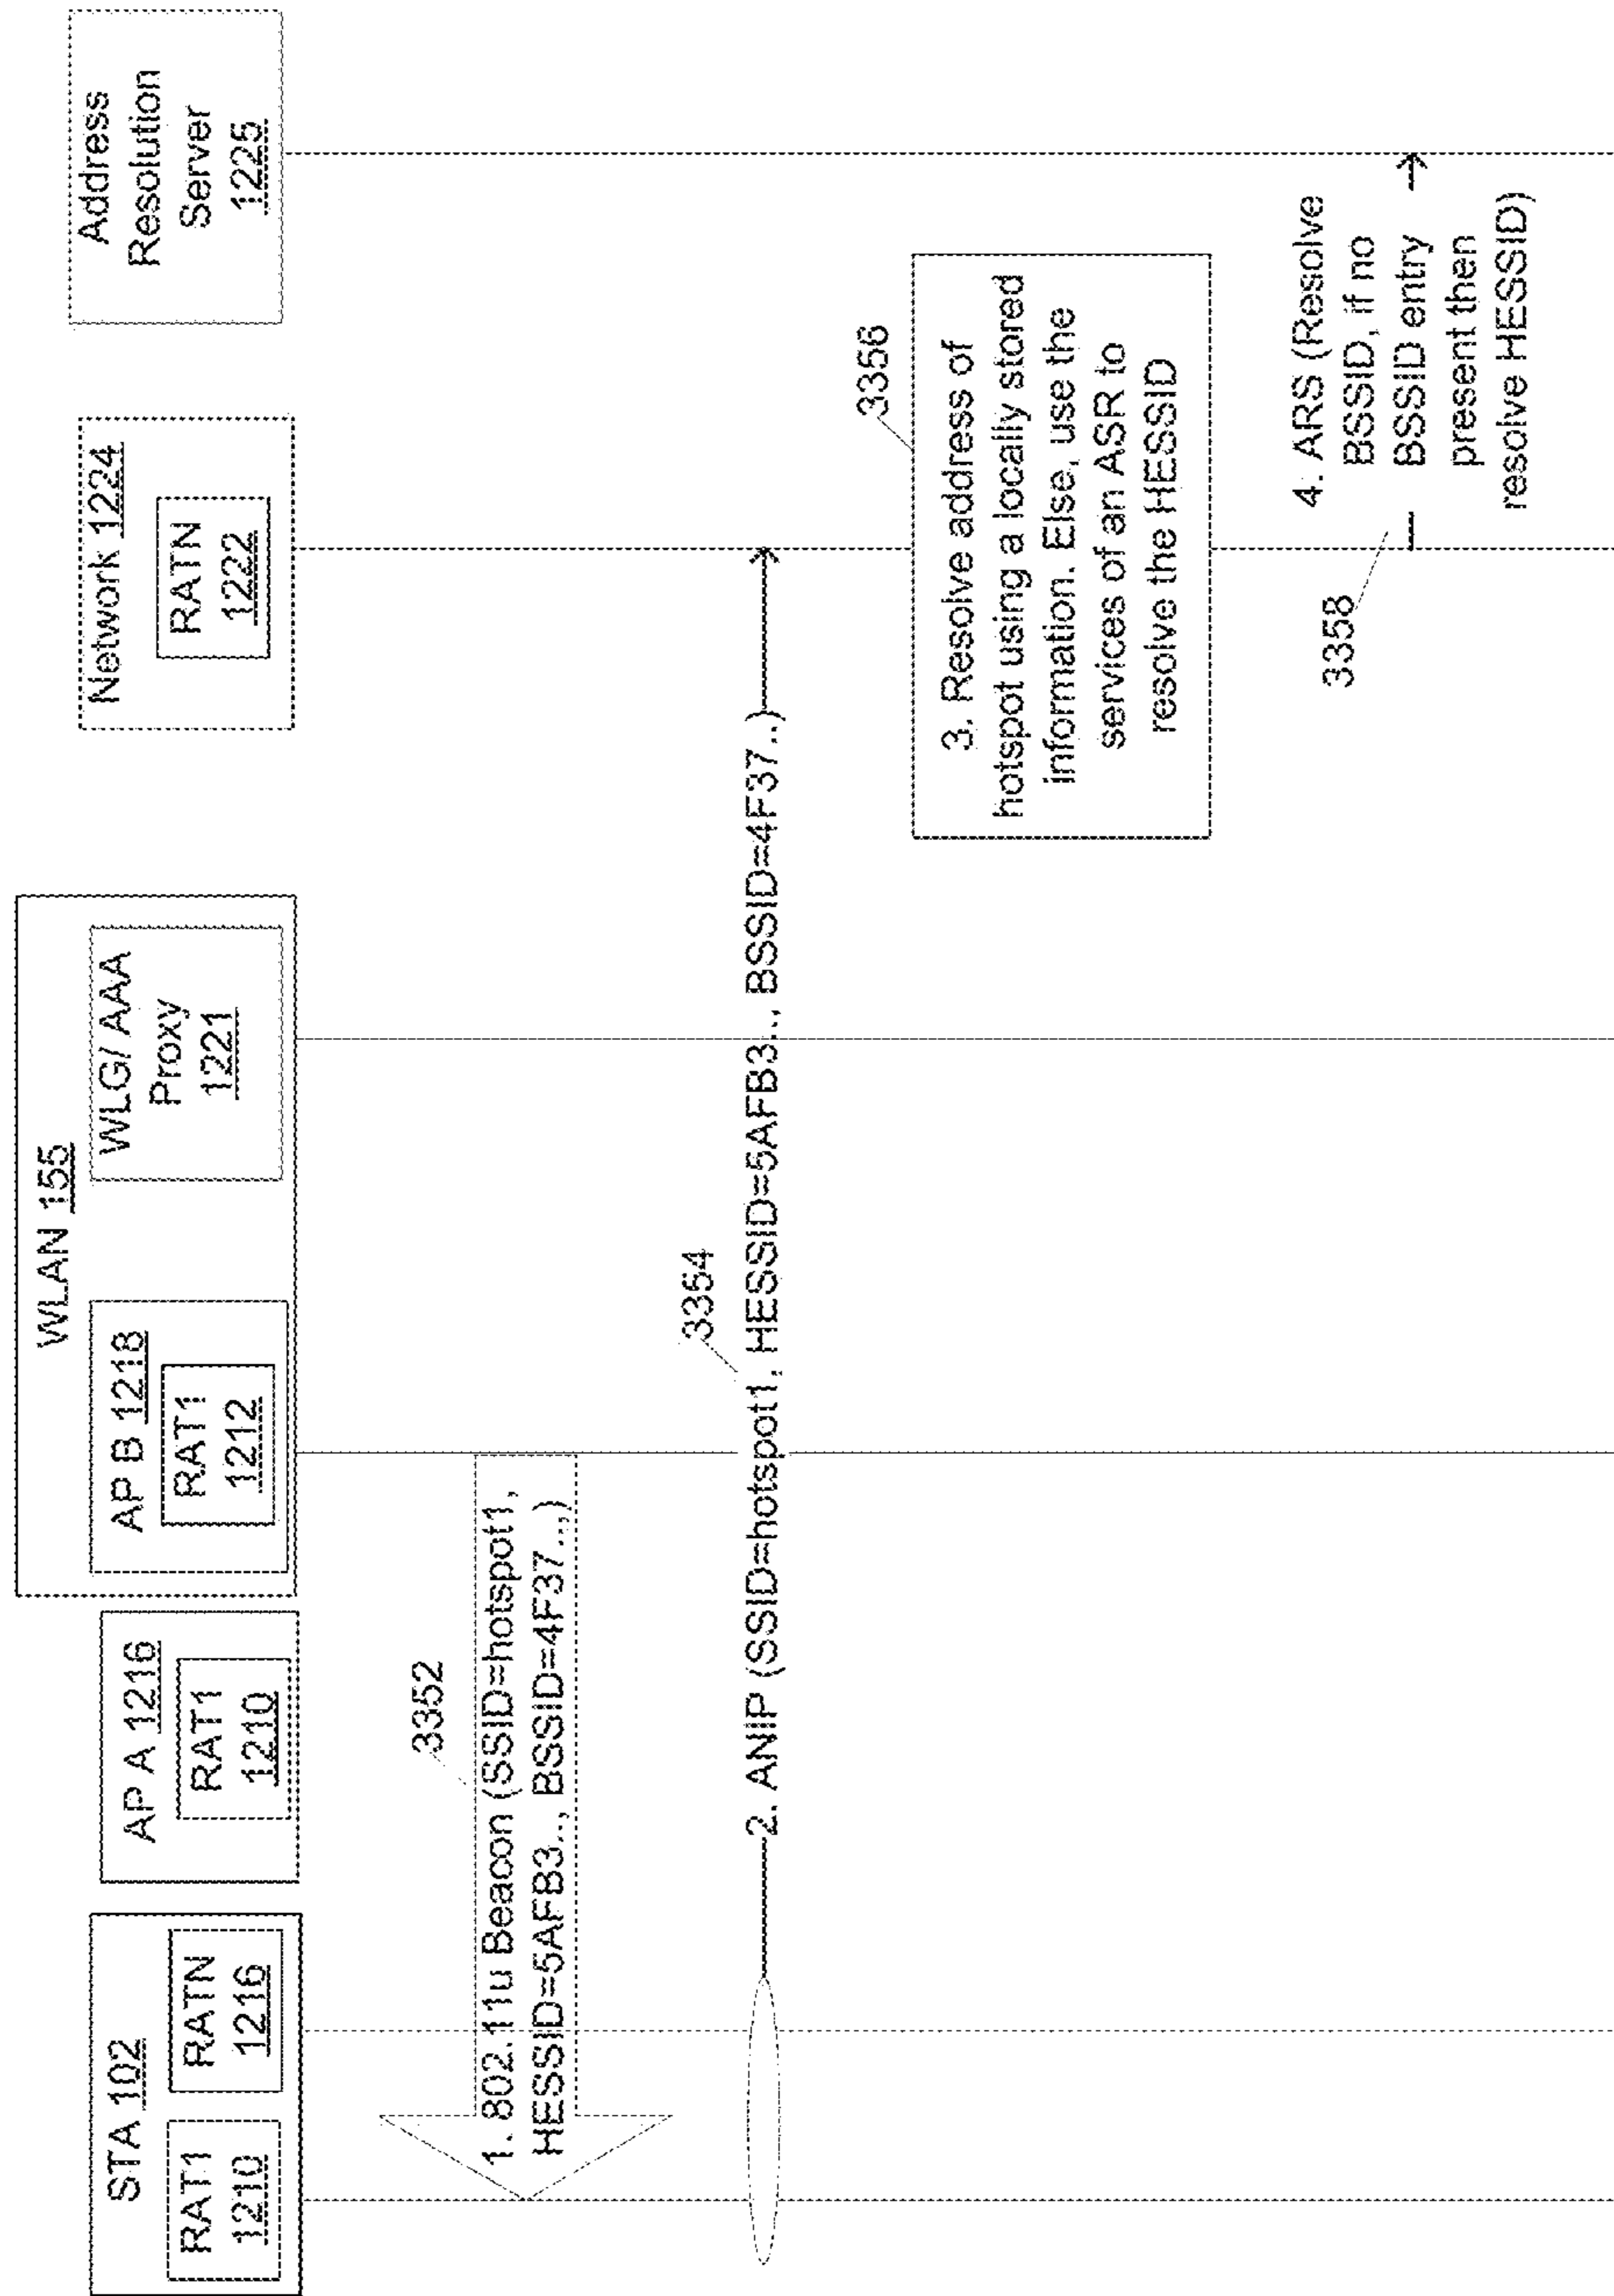 STA 102
RAT1
1210
RATN
1216
AP A 1216
RAT1
1210
WLAN 155
AP B 1218
RAT1
1212
WLG/ AAA
Proxy
1221
Network 1224
RATN
1222
Address
Resolution
Server
1225
3352
1. 802.11u Beacon (SSID=hotspot1,
HESSID=5AFB3.., BSSID=4F37...)
3354
2. ANIP (SSID=hotspot1, HESSID=5AFB3.., BSSID=4F37..)
3356
3. Resolve address of
hotspot using a locally stored
information. Else, use the
services of an ASR to
resolve the HESSID
3358
4. ARS (Resolve
BSSID, if no
BSSID entry
present then
resolve HESSID)